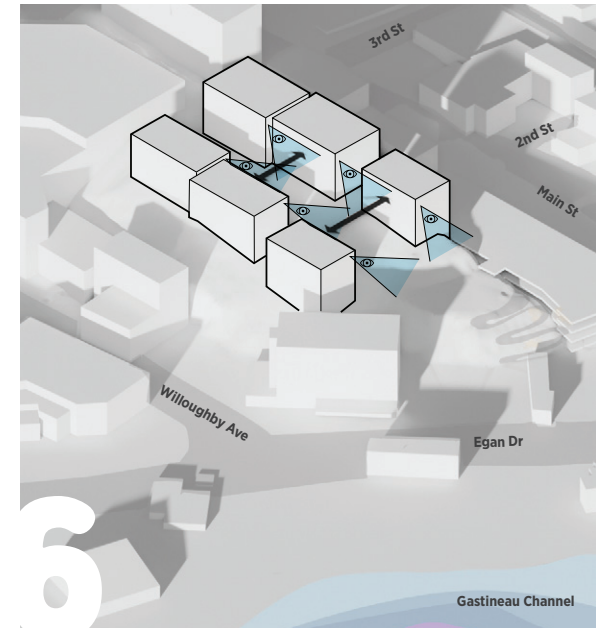 3rd St
2nd St
Main St
Willoughby Ave
Egan Dr
6
Gastineau Channel